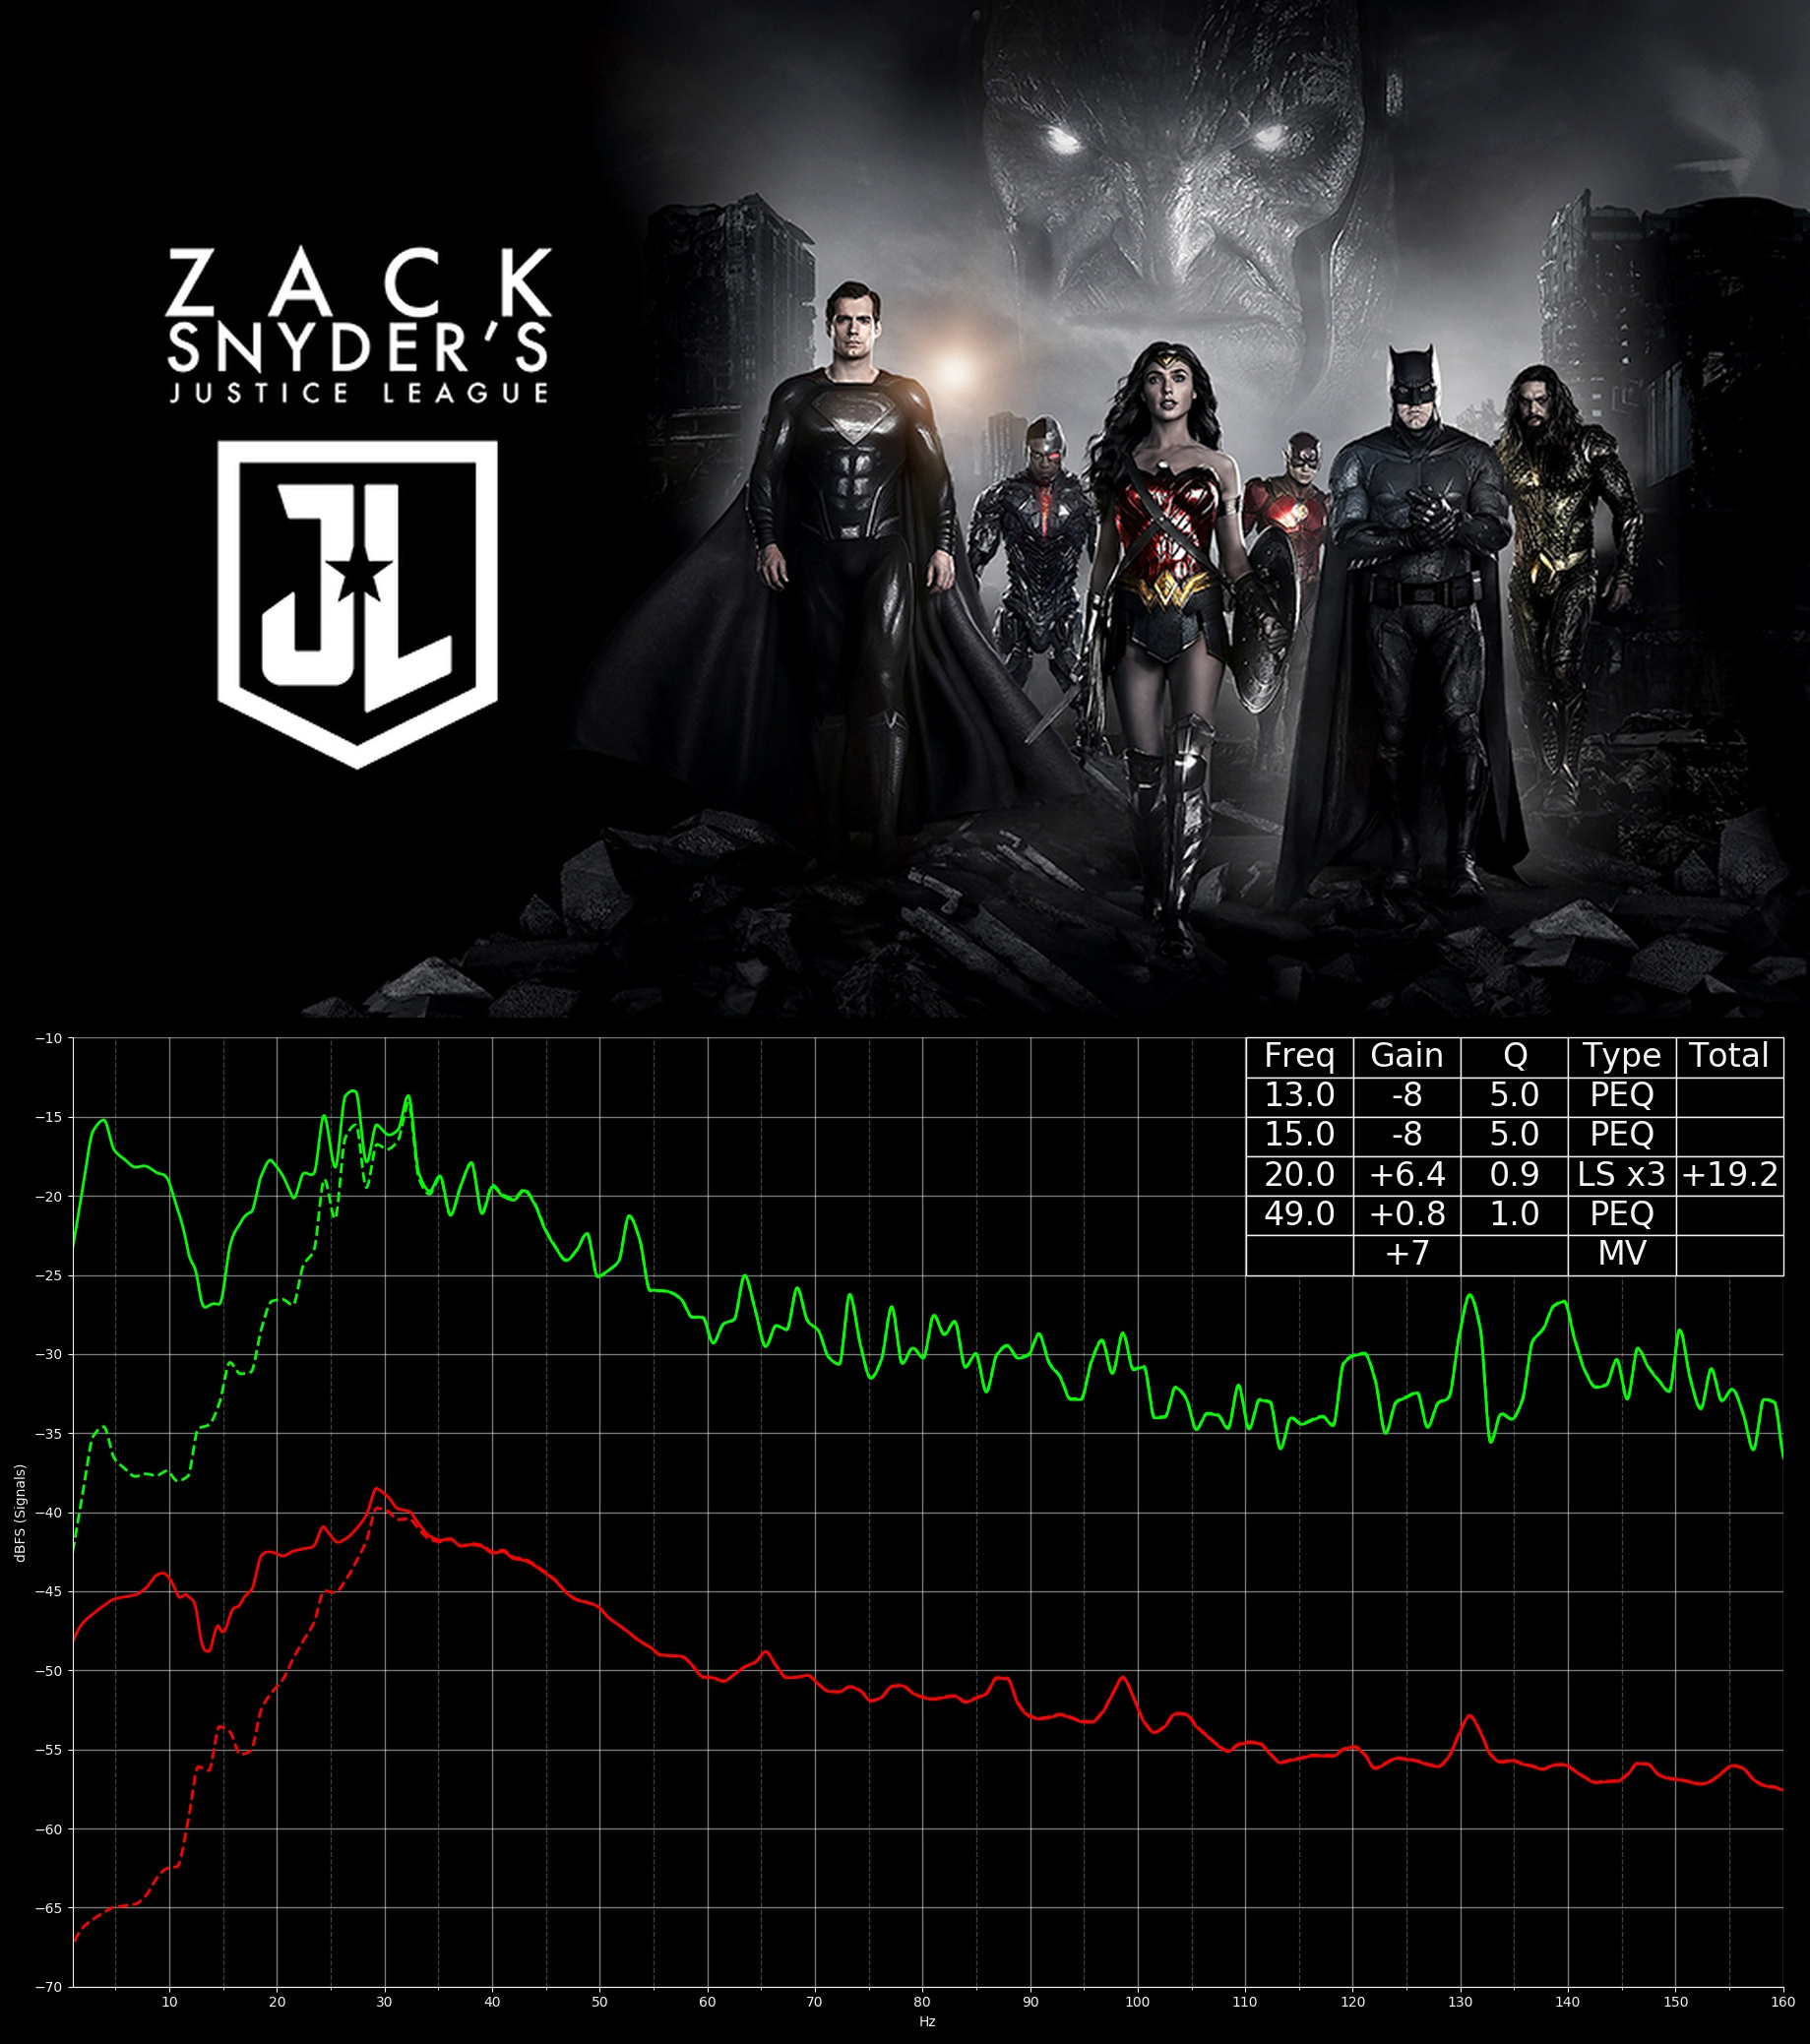 ZACK
SNYDER'S
JUSTICE LEAGUE
JL
Freq Gain Q Type Total
13.0 -8 5.0 PEQ
15.0 -8 5.0 PEQ
20.0 +6.4 0.9 LS x3 +19.2
49.0 +0.8 1.0 PEQ
+7 MV
−10
−15
−20
−25
−30
−35
−40
−45
−50
−55
−60
−65
−70
dBFS (Signals)
10 20 30 40 50 60 70 80 90 100 110 120 130 140 150 160
Hz